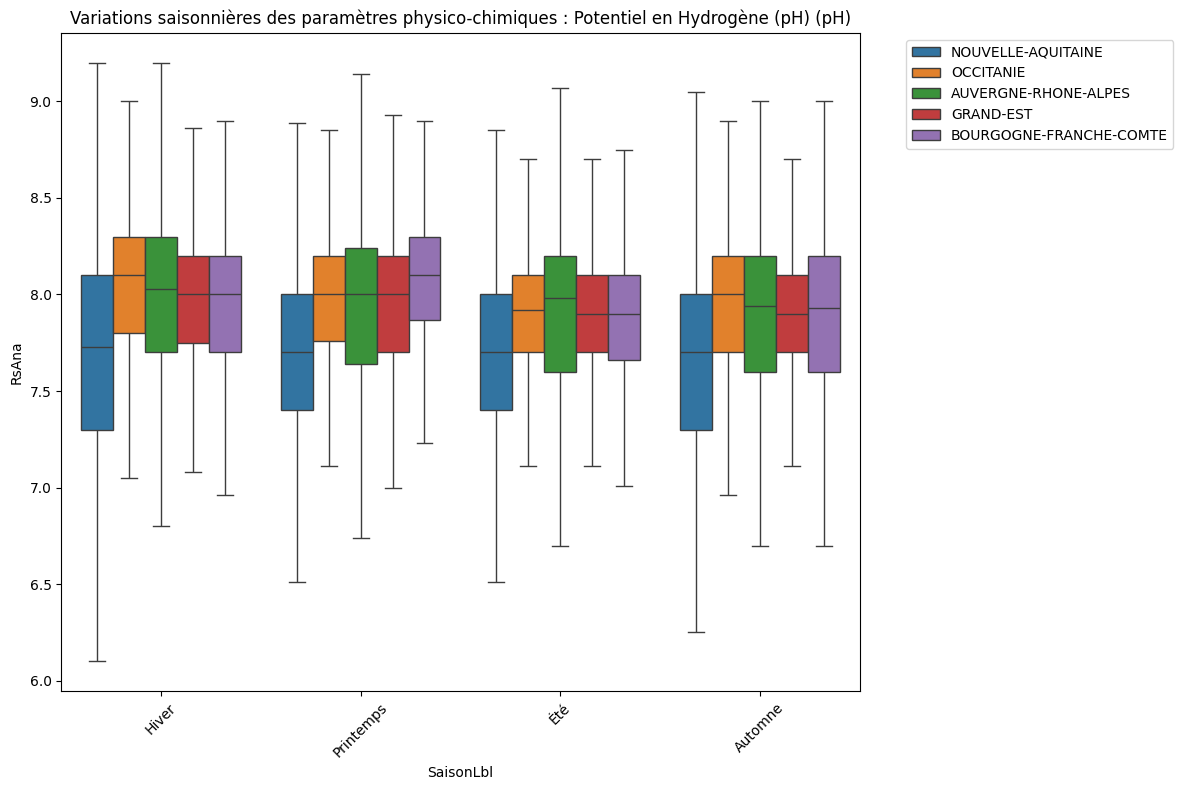 Variations saisonnières des paramètres physico-chimiques : Potentiel en Hydrogène (pH) (pH)
NOUVELLE-AQUITAINE
OCCITANIE
AUVERGNE-RHONE-ALPES
GRAND-EST
BOURGOGNE-FRANCHE-COMTE
RsAna
9.0
8.5
8.0
7.5
7.0
6.5
6.0
Hiver
Printemps
Été
Automne
SaisonLbl